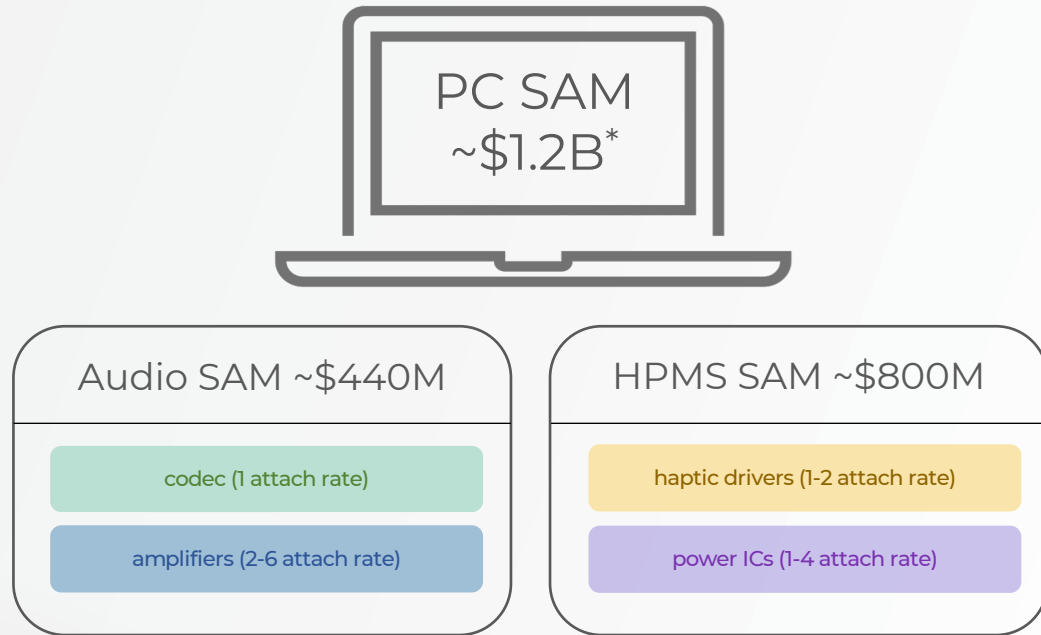 PC SAM
~$1.2B*
Audio SAM ~$440M
codec (1 attach rate)
amplifiers (2-6 attach rate)
HPMS SAM ~$800M
haptic drivers (1-2 attach rate)
power ICs (1-4 attach rate)